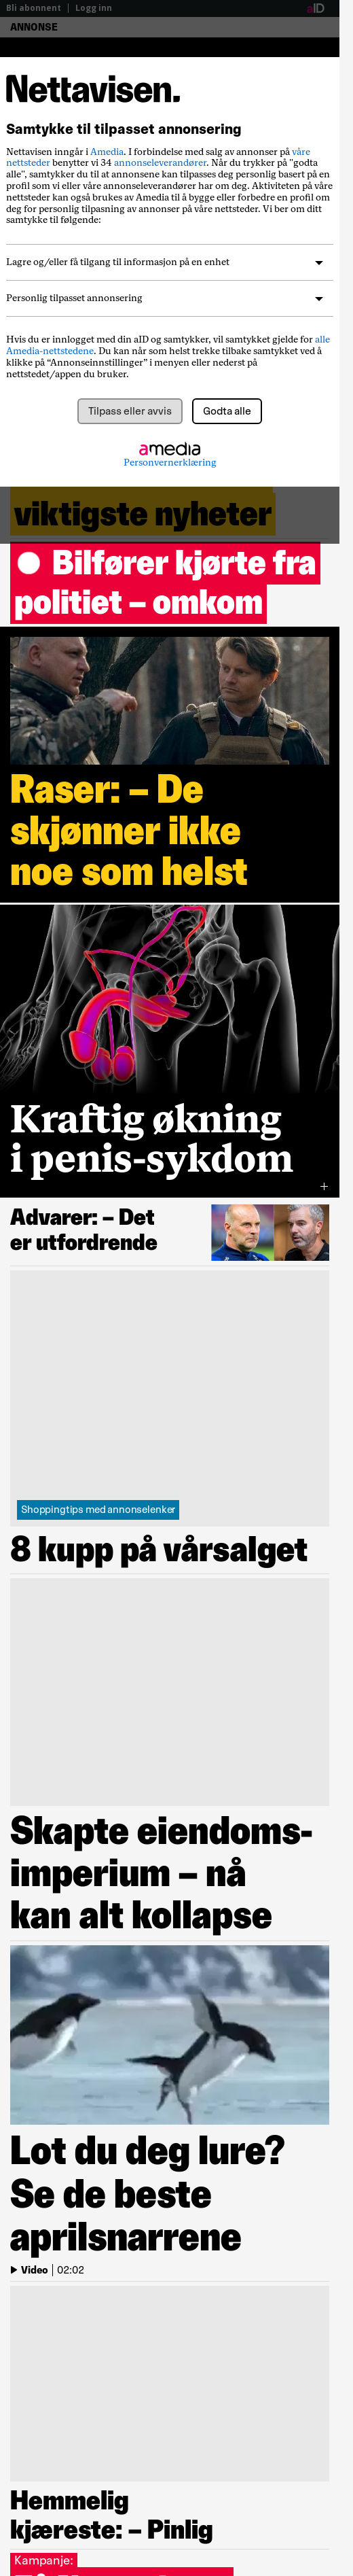 Bli abonnent | Logg inn
aID
ANNONSE
Nettavisen.
Samtykke til tilpasset annonsering
Nettavisen inngår i Amedia. I forbindelse med salg av annonser på våre
nettsteder benytter vi 34 annonseleverandører. Når du trykker på "godta
alle", samtykker du til at annonsene kan tilpasses deg personlig basert på en
profil som vi eller våre annonseleverandører har om deg. Aktiviteten på våre
nettsteder kan også brukes av Amedia til å bygge eller forbedre en profil om
deg for personlig tilpasning av annonser på våre nettsteder. Vi ber om ditt
samtykke til følgende:
Lagre og/eller få tilgang til informasjon på en enhet
Personlig tilpasset annonsering
Hvis du er innlogget med din aID og samtykker, vil samtykket gjelde for alle
Amedia-nettstedene. Du kan når som helst trekke tilbake samtykket ved å
klikke på “Annonseinnstillinger” i menyen eller nederst på
nettstedet/appen du bruker.
Tilpass eller avvis
Godta alle
amedia
Personvernerklæring
viktigste nyheter
Bilfører kjørte fra
politiet – omkom
Raser: – De
skjønner ikke
noe som helst
Kraftig økning
i penis-sykdom
Advarer: – Det
er utfordrende
Shoppingtips med annonselenker
8 kupp på vårsalget
Skapte eiendoms-
imperium – nå
kan alt kollapse
Lot du deg lure?
Se de beste
aprilsnarrene
Video | 02:02
Hemmelig
kjæreste: – Pinlig
Kampanje: